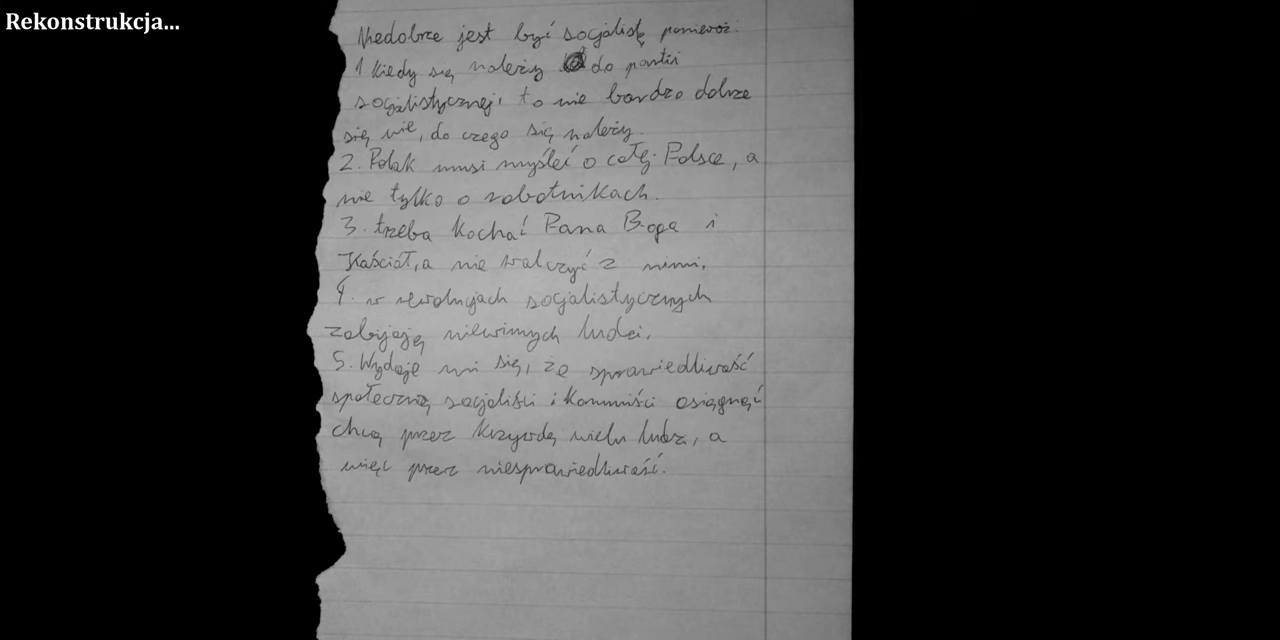 Rekonstrukcja...
Niedobrze jest być socjalistę ponieważ.
1 Kiedy się należy do partii
socjalistycznej, to nie bardzo dobrze
się wie, do czego się należy.
2. Polak musi myśleć o całej Polsce, a
nie tylko o robotnikach.
3. trzeba kochać Pana Boga i
Kościół, a nie walczyć z nimi.
4. w rewolucjach socjalistycznych
zabijają niewinnych ludzi.
5. Wydaje mi się, że sprawiedliwość
społeczną socjaliści i Komuniści osiągnąć
chcą przez krzywdę wielu ludzi, a
więc przez niesprawiedliwość.